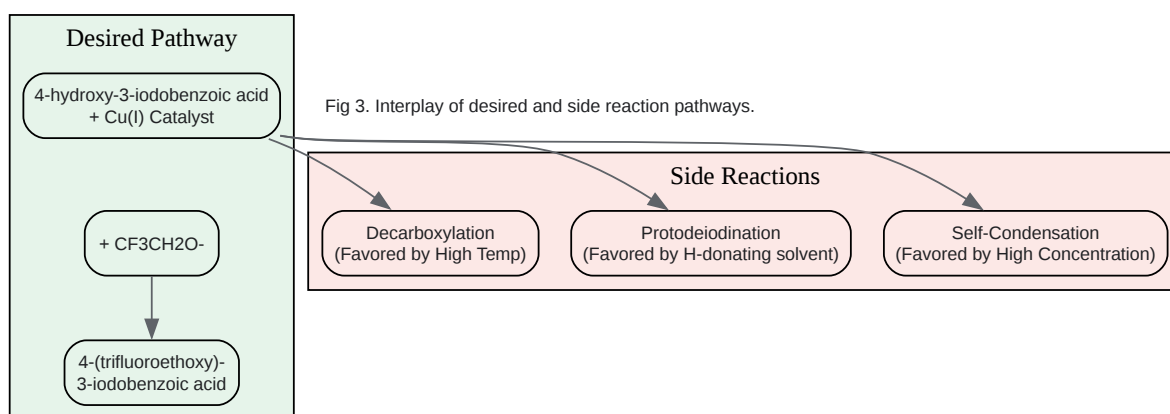 Desired Pathway
4-hydroxy-3-iodobenzoic acid
+ Cu(I) Catalyst
Fig 3. Interplay of desired and side reaction pathways.
Side Reactions
+ CF3CH2O-
Decarboxylation
(Favored by High Temp)
Protodeiodination
(Favored by H-donating solvent)
Self-Condensation
(Favored by High Concentration)
4-(trifluoroethoxy)-
3-iodobenzoic acid